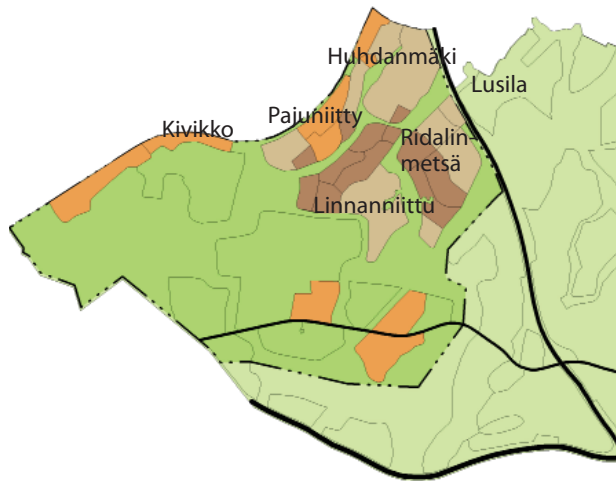 Huhdanmäki
Lusila
Pajuniitty
Kivikko
Ridalin-
metsä
Linnanniittu